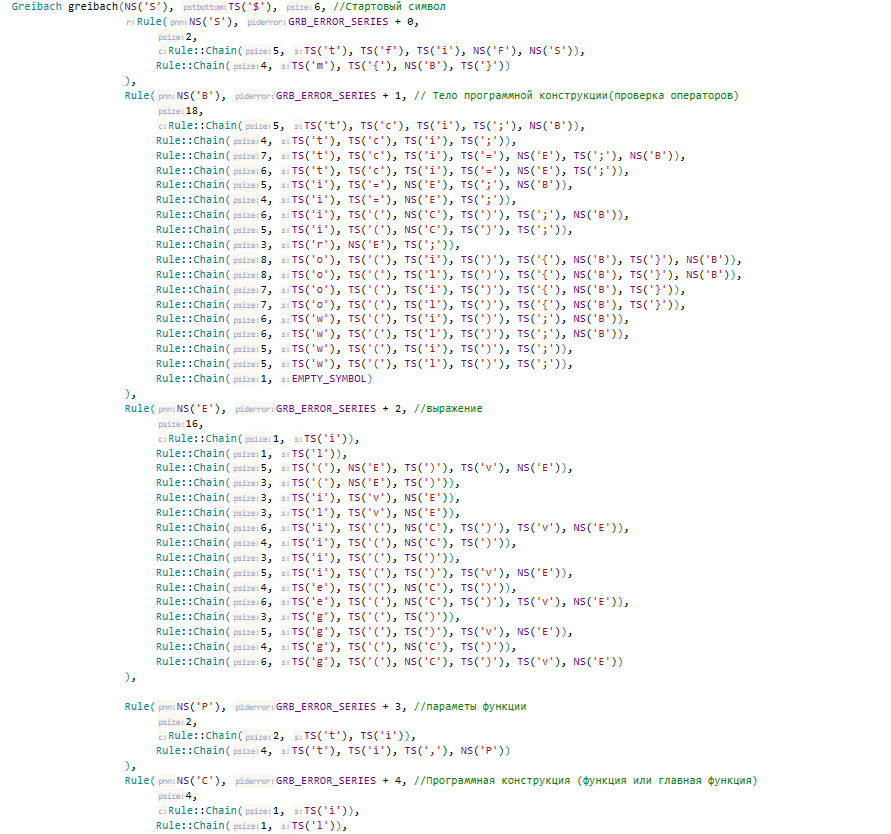 Greibach greibach(NS('S'), pstbottom: TS('$'), psize: 6, //Стартовый символ
r: Rule( pnn: NS('S'), piderror: GRB_ERROR_SERIES + 0,
psize: 2,
c: Rule::Chain( psize: 5, s: TS('t'), TS('f'), TS('i'), NS('F'), NS('S')),
Rule::Chain( psize: 4, s: TS('m'), TS('{'), NS('B'), TS('}'))
),
Rule( pnn: NS('B'), piderror: GRB_ERROR_SERIES + 1, // Тело программной конструкции(проверка операторов)
psize: 18,
c: Rule::Chain( psize: 5, s: TS('t'), TS('c'), TS('i'), TS(';'), NS('B')),
Rule::Chain( psize: 4, s: TS('t'), TS('c'), TS('i'), TS(';')),
Rule::Chain( psize: 7, s: TS('t'), TS('c'), TS('i'), TS('='), NS('E'), TS(';'), NS('B')),
Rule::Chain( psize: 6, s: TS('t'), TS('c'), TS('i'), TS('='), NS('E'), TS(';')),
Rule::Chain( psize: 5, s: TS('i'), TS('='), NS('E'), TS(';'), NS('B')),
Rule::Chain( psize: 4, s: TS('i'), TS('='), NS('E'), TS(';')),
Rule::Chain( psize: 6, s: TS('i'), TS('('), NS('C'), TS(')'), TS(';'), NS('B')),
Rule::Chain( psize: 5, s: TS('i'), TS('('), NS('C'), TS(')'), TS(';')),
Rule::Chain( psize: 3, s: TS('r'), NS('E'), TS(';')),
Rule::Chain( psize: 8, s: TS('o'), TS('('), TS('i'), TS(')'), TS('{'), NS('B'), TS('}'), NS('B')),
Rule::Chain( psize: 8, s: TS('o'), TS('('), TS('l'), TS(')'), TS('{'), NS('B'), TS('}'), NS('B')),
Rule::Chain( psize: 7, s: TS('o'), TS('('), TS('i'), TS(')'), TS('{'), NS('B'), TS('}')),
Rule::Chain( psize: 7, s: TS('o'), TS('('), TS('l'), TS(')'), TS('{'), NS('B'), TS('}')),
Rule::Chain( psize: 6, s: TS('w'), TS('('), TS('i'), TS(')'), TS(';'), NS('B')),
Rule::Chain( psize: 6, s: TS('w'), TS('('), TS('l'), TS(')'), TS(';'), NS('B')),
Rule::Chain( psize: 5, s: TS('w'), TS('('), TS('i'), TS(')'), TS(';')),
Rule::Chain( psize: 5, s: TS('w'), TS('('), TS('l'), TS(')'), TS(';')),
Rule::Chain( psize: 1, s: EMPTY_SYMBOL)
),
Rule( pnn: NS('E'), piderror: GRB_ERROR_SERIES + 2, //выражение
psize: 16,
c: Rule::Chain( psize: 1, s: TS('i')),
Rule::Chain( psize: 1, s: TS('l')),
Rule::Chain( psize: 5, s: TS('('), NS('E'), TS(')'), TS('v'), NS('E')),
Rule::Chain( psize: 3, s: TS('('), NS('E'), TS(')')),
Rule::Chain( psize: 3, s: TS('i'), TS('v'), NS('E')),
Rule::Chain( psize: 3, s: TS('l'), TS('v'), NS('E')),
Rule::Chain( psize: 6, s: TS('i'), TS('('), NS('C'), TS(')'), TS('v'), NS('E')),
Rule::Chain( psize: 4, s: TS('i'), TS('('), NS('C'), TS(')')),
Rule::Chain( psize: 3, s: TS('i'), TS('('), TS(')')),
Rule::Chain( psize: 5, s: TS('i'), TS('('), TS(')'), TS('v'), NS('E')),
Rule::Chain( psize: 4, s: TS('e'), TS('('), NS('C'), TS(')')),
Rule::Chain( psize: 6, s: TS('e'), TS('('), NS('C'), TS(')'), TS('v'), NS('E')),
Rule::Chain( psize: 3, s: TS('g'), TS('('), TS(')')),
Rule::Chain( psize: 5, s: TS('g'), TS('('), TS(')'), TS('v'), NS('E')),
Rule::Chain( psize: 4, s: TS('g'), TS('('), NS('C'), TS(')')),
Rule::Chain( psize: 6, s: TS('g'), TS('('), NS('C'), TS(')'), TS('v'), NS('E'))
),
Rule( pnn: NS('P'), piderror: GRB_ERROR_SERIES + 3, //параметы функции
psize: 2,
c: Rule::Chain( psize: 2, s: TS('t'), TS('i')),
Rule::Chain( psize: 4, s: TS('t'), TS('i'), TS(','), NS('P'))
),
Rule( pnn: NS('C'), piderror: GRB_ERROR_SERIES + 4, //Программная конструкция (функция или главная функция)
psize: 4,
c: Rule::Chain( psize: 1, s: TS('i')),
Rule::Chain( psize: 1, s: TS('l')),